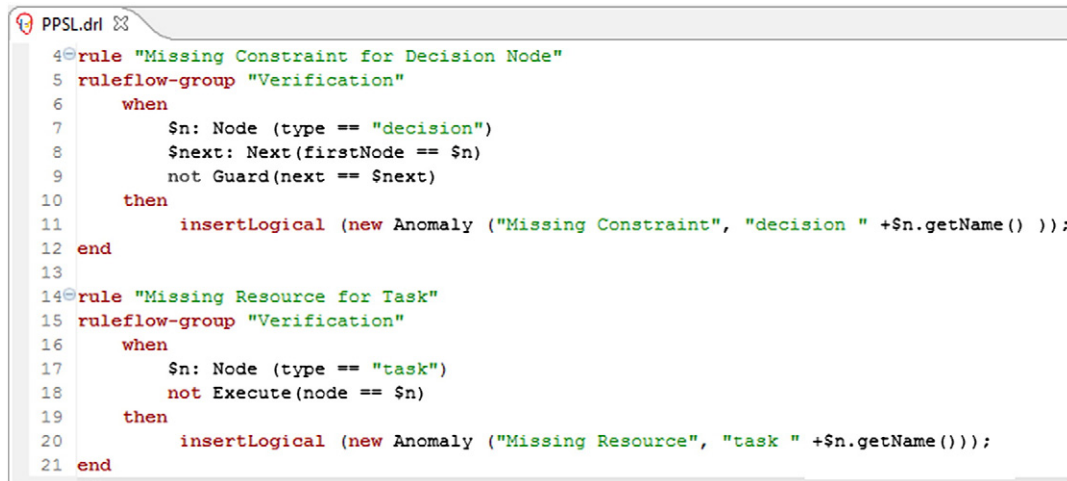 PPSL.drl
4 rule "Missing Constraint for Decision Node"
5 ruleflow-group "Verification"
6 when
7 $n: Node (type == "decision")
8 $next: Next(firstNode == $n)
9 not Guard(next == $next)
10 then
11 insertLogical (new Anomaly ("Missing Constraint", "decision " +$n.getName() ));
12 end
13
14 rule "Missing Resource for Task"
15 ruleflow-group "Verification"
16 when
17 $n: Node (type == "task")
18 not Execute(node == $n)
19 then
20 insertLogical (new Anomaly ("Missing Resource", "task " +$n.getName()));
21 end